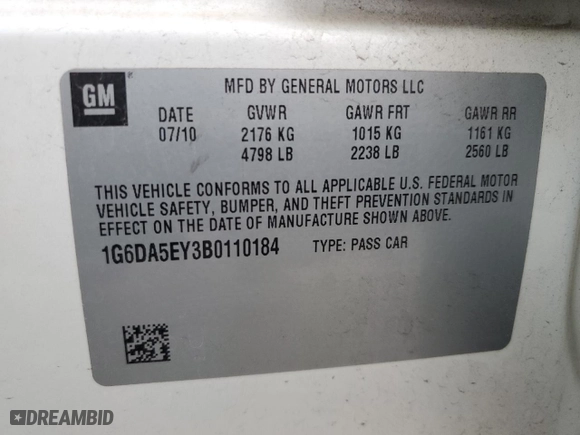 GM
MFD BY GENERAL MOTORS LLC
DATE GVWR GAWR FRT GAWR RR
07/10 2176 KG 1015 KG 1161 KG
4798 LB 2238 LB 2560 LB
THIS VEHICLE CONFORMS TO ALL APPLICABLE U.S. FEDERAL MOTOR
VEHICLE SAFETY, BUMPER, AND THEFT PREVENTION STANDARDS IN
EFFECT ON THE DATE OF MANUFACTURE SHOWN ABOVE.
1G6DA5EY3B0110184 TYPE: PASS CAR
DREAMBID